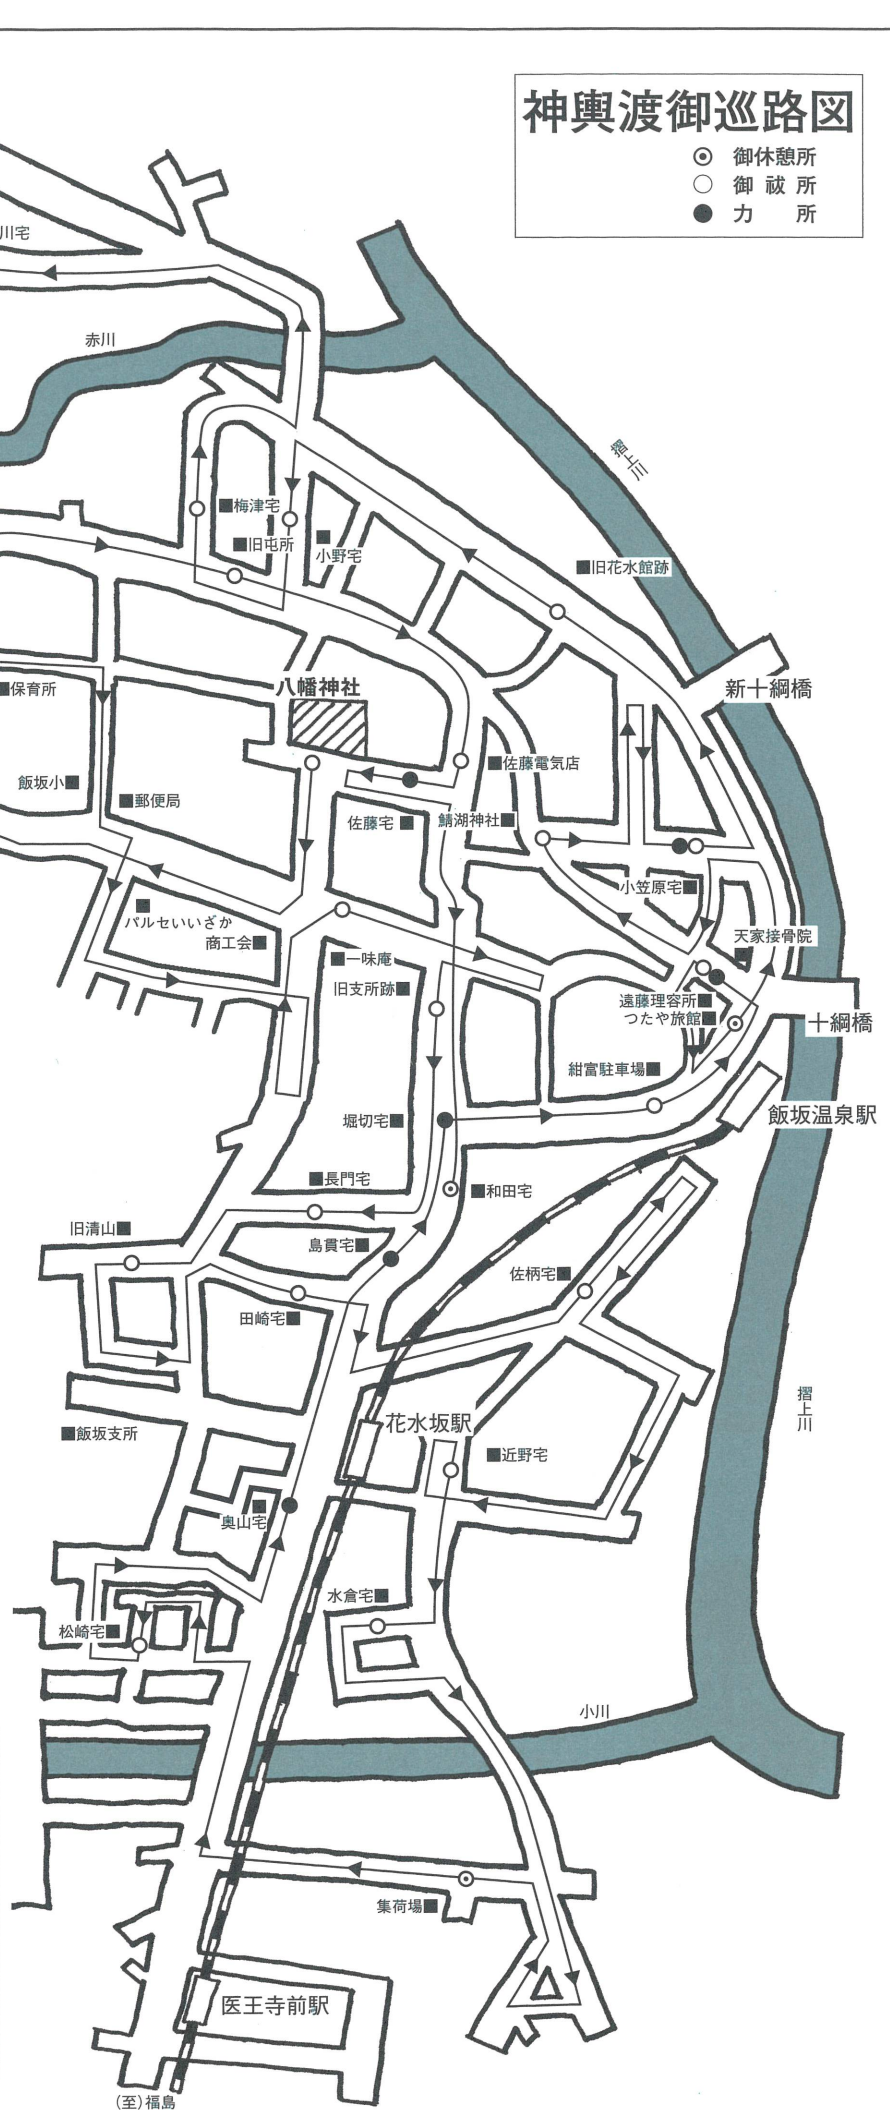 神輿渡御巡路図
◉ 御休憩所
○ 御祓所
● 力所
川宅
赤川
摺上川
■梅津宅
■旧屯所
■小野宅
■旧花水館跡
八幡神社
新十綱橋
■保育所
飯坂小■
■郵便局
■佐藤電気店
佐藤宅■
鯖湖神社■
小笠原宅■
■パルセいいざか
商工会■
天家接骨院
■一味庵
旧支所跡■
遠藤理容所■
つたや旅館■
十綱橋
紺富駐車場■
飯坂温泉駅
堀切宅■
■長門宅
■和田宅
旧清山■
島貫宅■
佐柄宅■
田崎宅■
摺上川
花水坂駅
■飯坂支所
■近野宅
奥山宅
水倉宅■
松崎宅■
小川
集荷場■
医王寺前駅
(至)福島